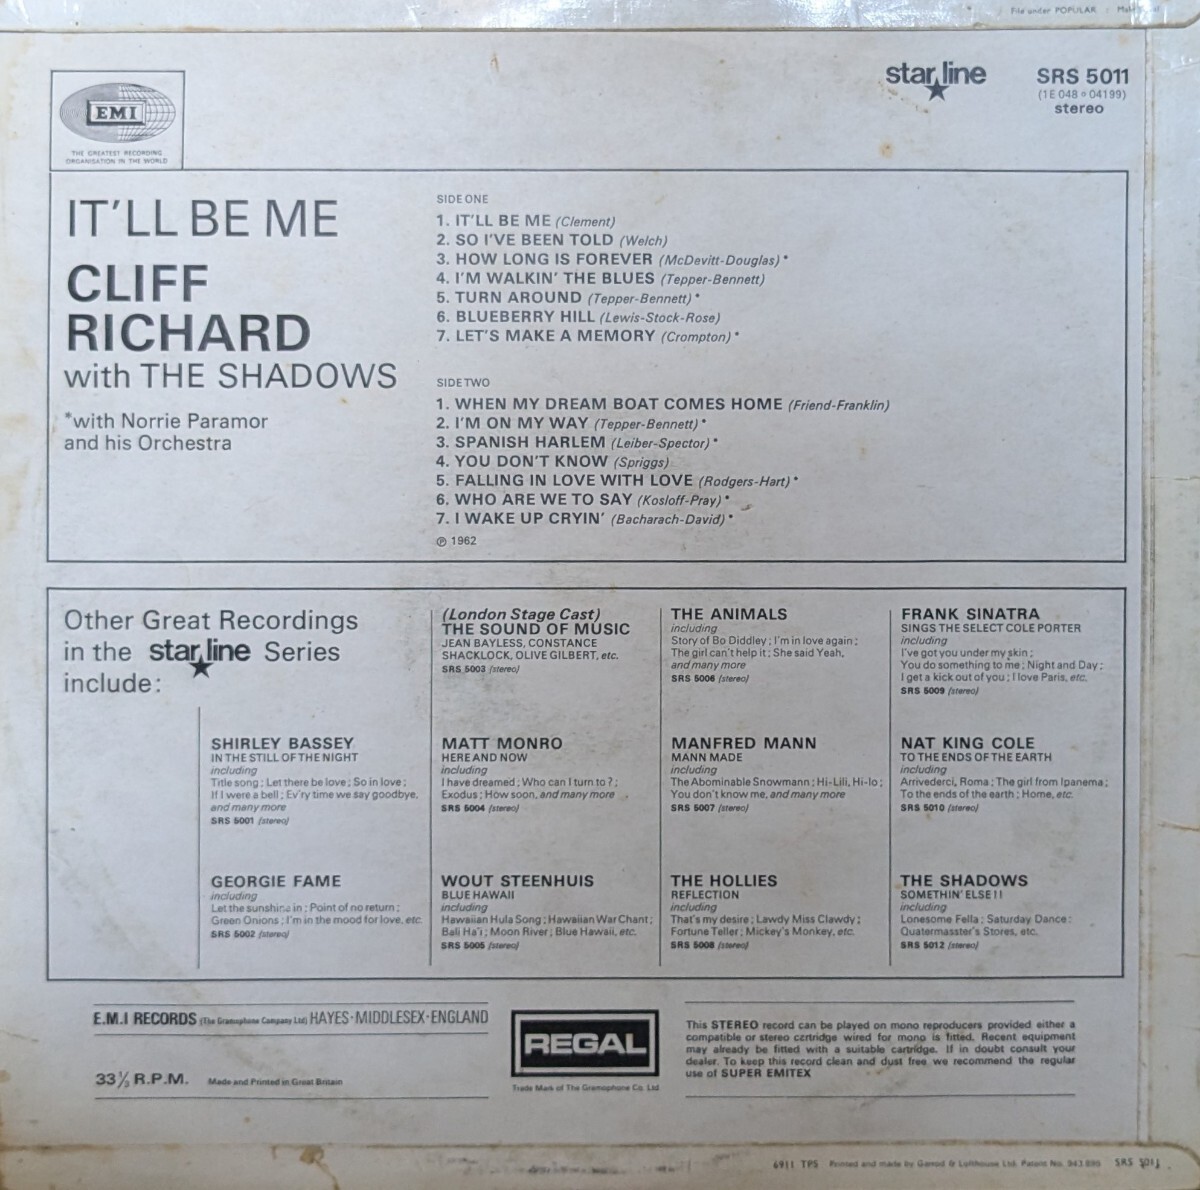 File under POPULAR :
EMI
THE GREATEST RECORDING
ORGANISATION IN THE WORLD
star line
SRS 5011
(1E 048 o 04199)
stereo
IT'LL BE ME
CLIFF
RICHARD
with THE SHADOWS
*with Norrie Paramor
and his Orchestra
SIDE ONE
1. IT'LL BE ME (Clement)
2. SO I'VE BEEN TOLD (Welch)
3. HOW LONG IS FOREVER (McDevitt-Douglas)*
4. I'M WALKIN' THE BLUES (Tepper-Bennett)
5. TURN AROUND (Tepper-Bennett)*
6. BLUEBERRY HILL (Lewis-Stock-Rose)
7. LET'S MAKE A MEMORY (Crompton)*
SIDE TWO
1. WHEN MY DREAM BOAT COMES HOME (Friend-Franklin)
2. I'M ON MY WAY (Tepper-Bennett)*
3. SPANISH HARLEM (Leiber-Spector)*
4. YOU DON'T KNOW (Spriggs)
5. FALLING IN LOVE WITH LOVE (Rodgers-Hart)*
6. WHO ARE WE TO SAY (Kosloff-Pray)*
7. I WAKE UP CRYIN' (Bacharach-David)*
℗ 1962
Other Great Recordings
in the star line Series
include:
SHIRLEY BASSEY
IN THE STILL OF THE NIGHT
including
Title song; Let there be love; So in love;
If I were a bell; Ev'ry time we say goodbye,
and many more
SRS 5001 (stereo)
GEORGIE FAME
including
Let the sunshine in; Point of no return;
Green Onions; I'm in the mood for love, etc.
SRS 5002 (stereo)
(London Stage Cast)
THE SOUND OF MUSIC
JEAN BAYLESS, CONSTANCE
SHACKLOCK, OLIVE GILBERT, etc.
SRS 5003 (stereo)
MATT MONRO
HERE AND NOW
including
I have dreamed; Who can I turn to?;
Exodus; How soon, and many more
SRS 5004 (stereo)
WOUT STEENHUIS
BLUE HAWAII
including
Hawaiian Hula Song; Hawaiian War Chant;
Bali Ha'i; Moon River; Blue Hawaii, etc.
SRS 5005 (stereo)
THE ANIMALS
including
Story of Bo Diddley; I'm in love again;
The girl can't help it; She said Yeah,
and many more
SRS 5006 (stereo)
MANFRED MANN
MANN MADE
including
The Abominable Snowmann; Hi-Lili, Hi-lo;
You don't know me, and many more
SRS 5007 (stereo)
THE HOLLIES
REFLECTION
including
That's my desire; Lawdy Miss Clawdy;
Fortune Teller; Mickey's Monkey, etc.
SRS 5008 (stereo)
FRANK SINATRA
SINGS THE SELECT COLE PORTER
including
I've got you under my skin;
You do something to me; Night and Day;
I get a kick out of you; I love Paris, etc.
SRS 5009 (stereo)
NAT KING COLE
TO THE ENDS OF THE EARTH
including
Arrivederci, Roma; The girl from Ipanema;
To the ends of the earth; Home, etc.
SRS 5010 (stereo)
THE SHADOWS
SOMETHIN' ELSE!!
including
Lonesome Fella; Saturday Dance;
Quatermasster's Stores, etc.
SRS 5012 (stereo)
E.M.I RECORDS (The Gramophone Company Ltd) HAYES·MIDDLESEX·ENGLAND
33⅓ R.P.M. Made and Printed in Great Britain
REGAL
Trade Mark of The Gramophone Co. Ltd
This STEREO record can be played on mono reproducers provided either a
compatible or stereo cartridge wired for mono is fitted. Recent equipment
may already be fitted with a suitable cartridge. If in doubt consult your
dealer. To keep this record clean and dust free we recommend the regular
use of SUPER EMITEX
6911 TPS Printed and made by Garrod & Lofthouse Ltd. Patent No. 943,895 SRS 5011